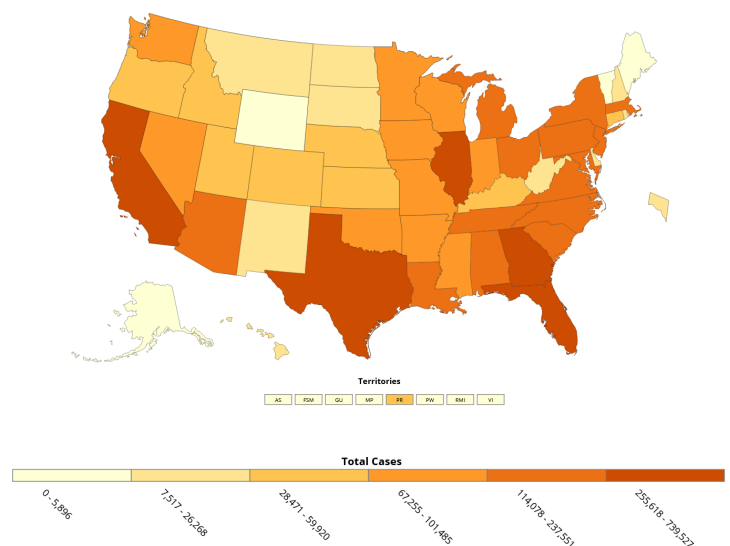 Territories
AS FSM GU MP PR PW RMI VI
Total Cases
0 - 5,896
7,517 - 26,268
28,471 - 59,920
67,255 - 101,485
114,078 - 237,551
255,618 - 739,527